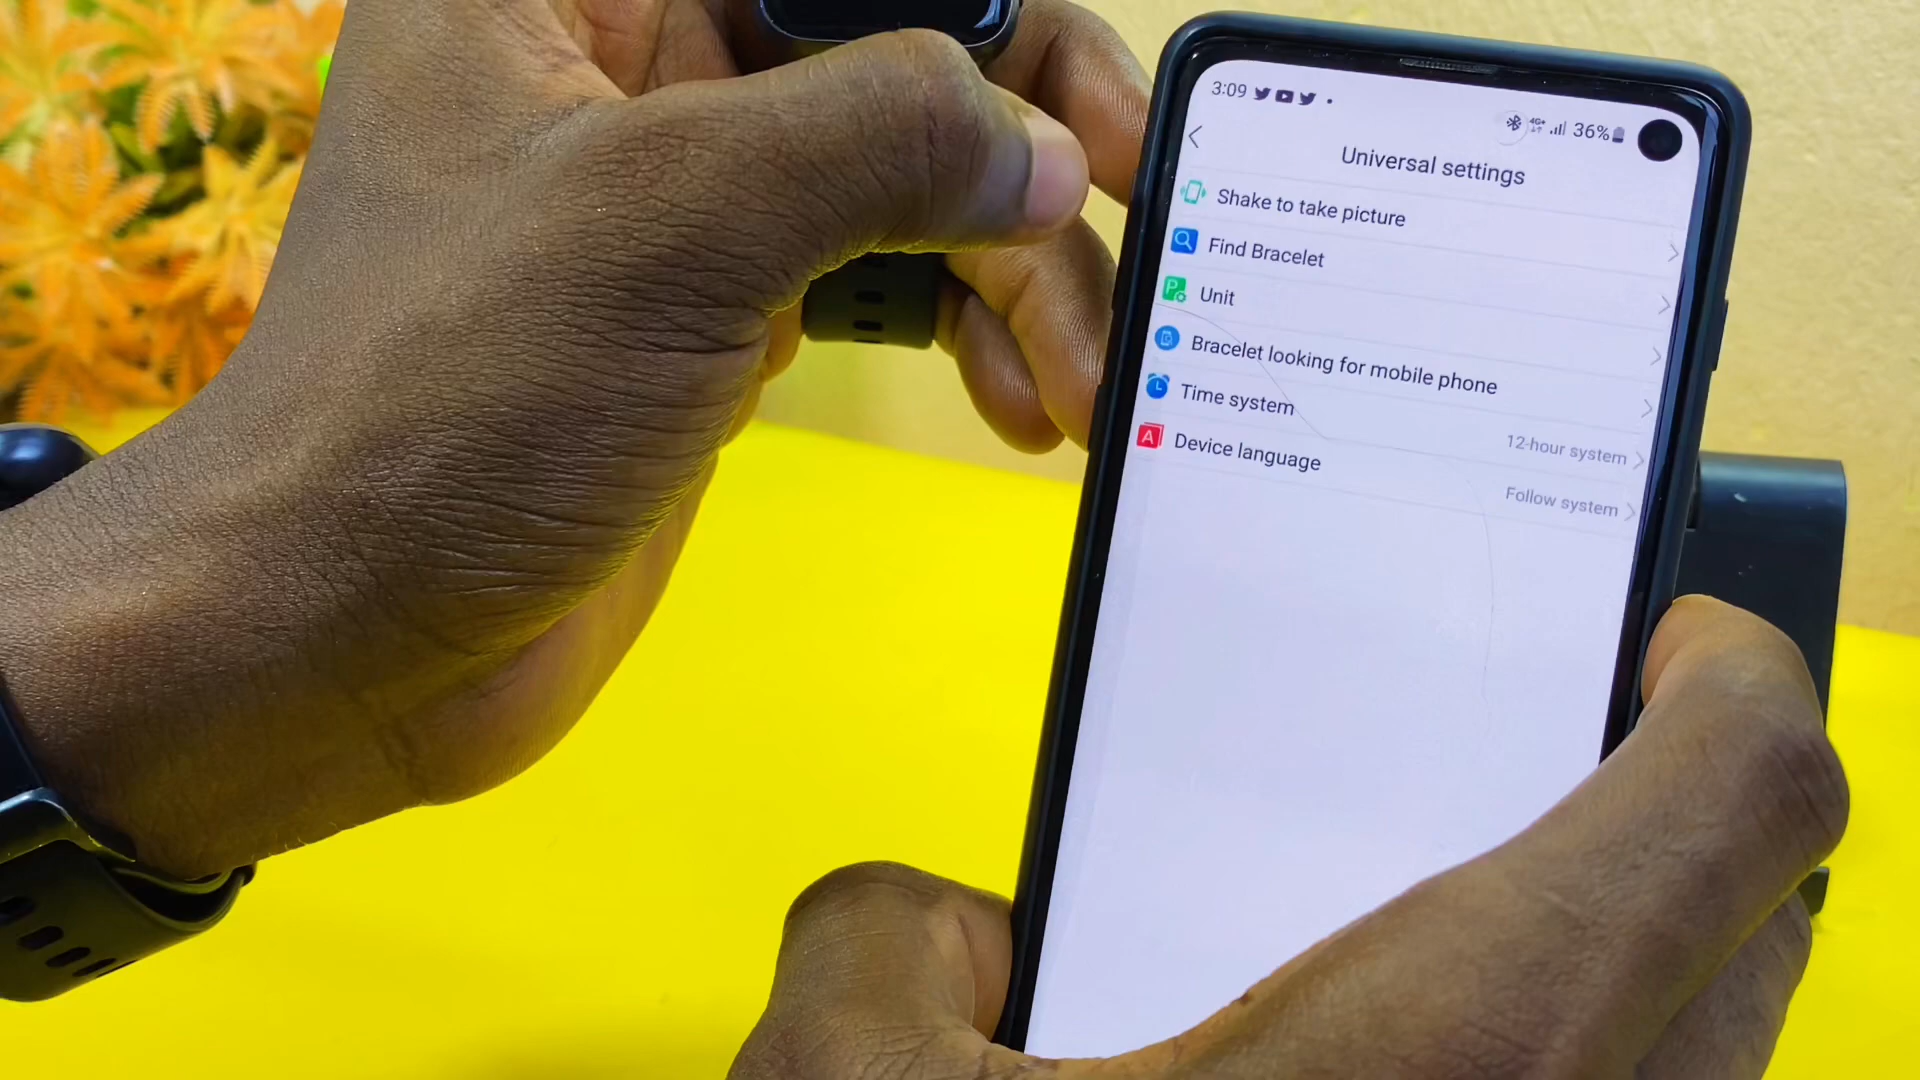 3:09
4G+ 36%
Universal settings
Shake to take picture
Find Bracelet
Unit
Bracelet looking for mobile phone
Time system
12-hour system
Device language
Follow system